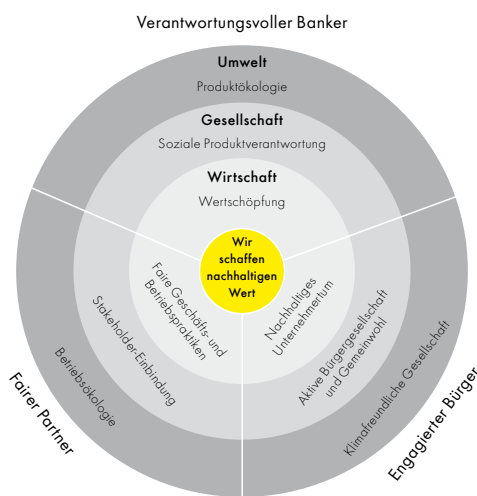 Verantwortungsvoller Banker
Umwelt
Produktökologie
Gesellschaft
Soziale Produktverantwortung
Wirtschaft
Wertschöpfung
Wir
schaffen
nachhaltigen
Wert
Faire Geschäfts- und
Betriebspraktiken
Stakeholder-Einbindung
Betriebsökologie
Fairer Partner
Nachhaltiges
Unternehmertum
Aktive Bürgergesellschaft
und Gemeinwohl
Klimafreundliche Gesellschaft
Engagierter Bürger